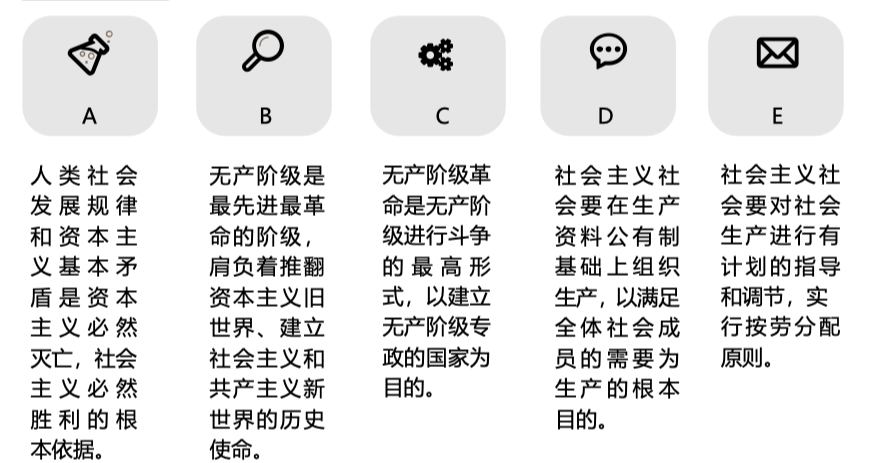 A
人类社会
发展规律
和资本主
义基本矛
盾是资本
主义必然
灭亡，社会
主义必然
胜利的根
本依据。
B
无产阶级是
最先进最革
命的阶级，
肩负着推翻
资本主义旧
世界、建立
社会主义和
共产主义新
世界的历史
使命。
C
无产阶级革
命是无产阶
级进行斗争
的最高形
式，以建立
无产阶级专
政的国家为
目的。
D
社会主义社
会要在生产
资料公有制
基础上组织
生产，以满足
全体社会成
员的需要为
生产的根本
目的。
E
社会主义社
会要对社会
生产进行有
计划的指导
和调节，实
行按劳分配
原则。